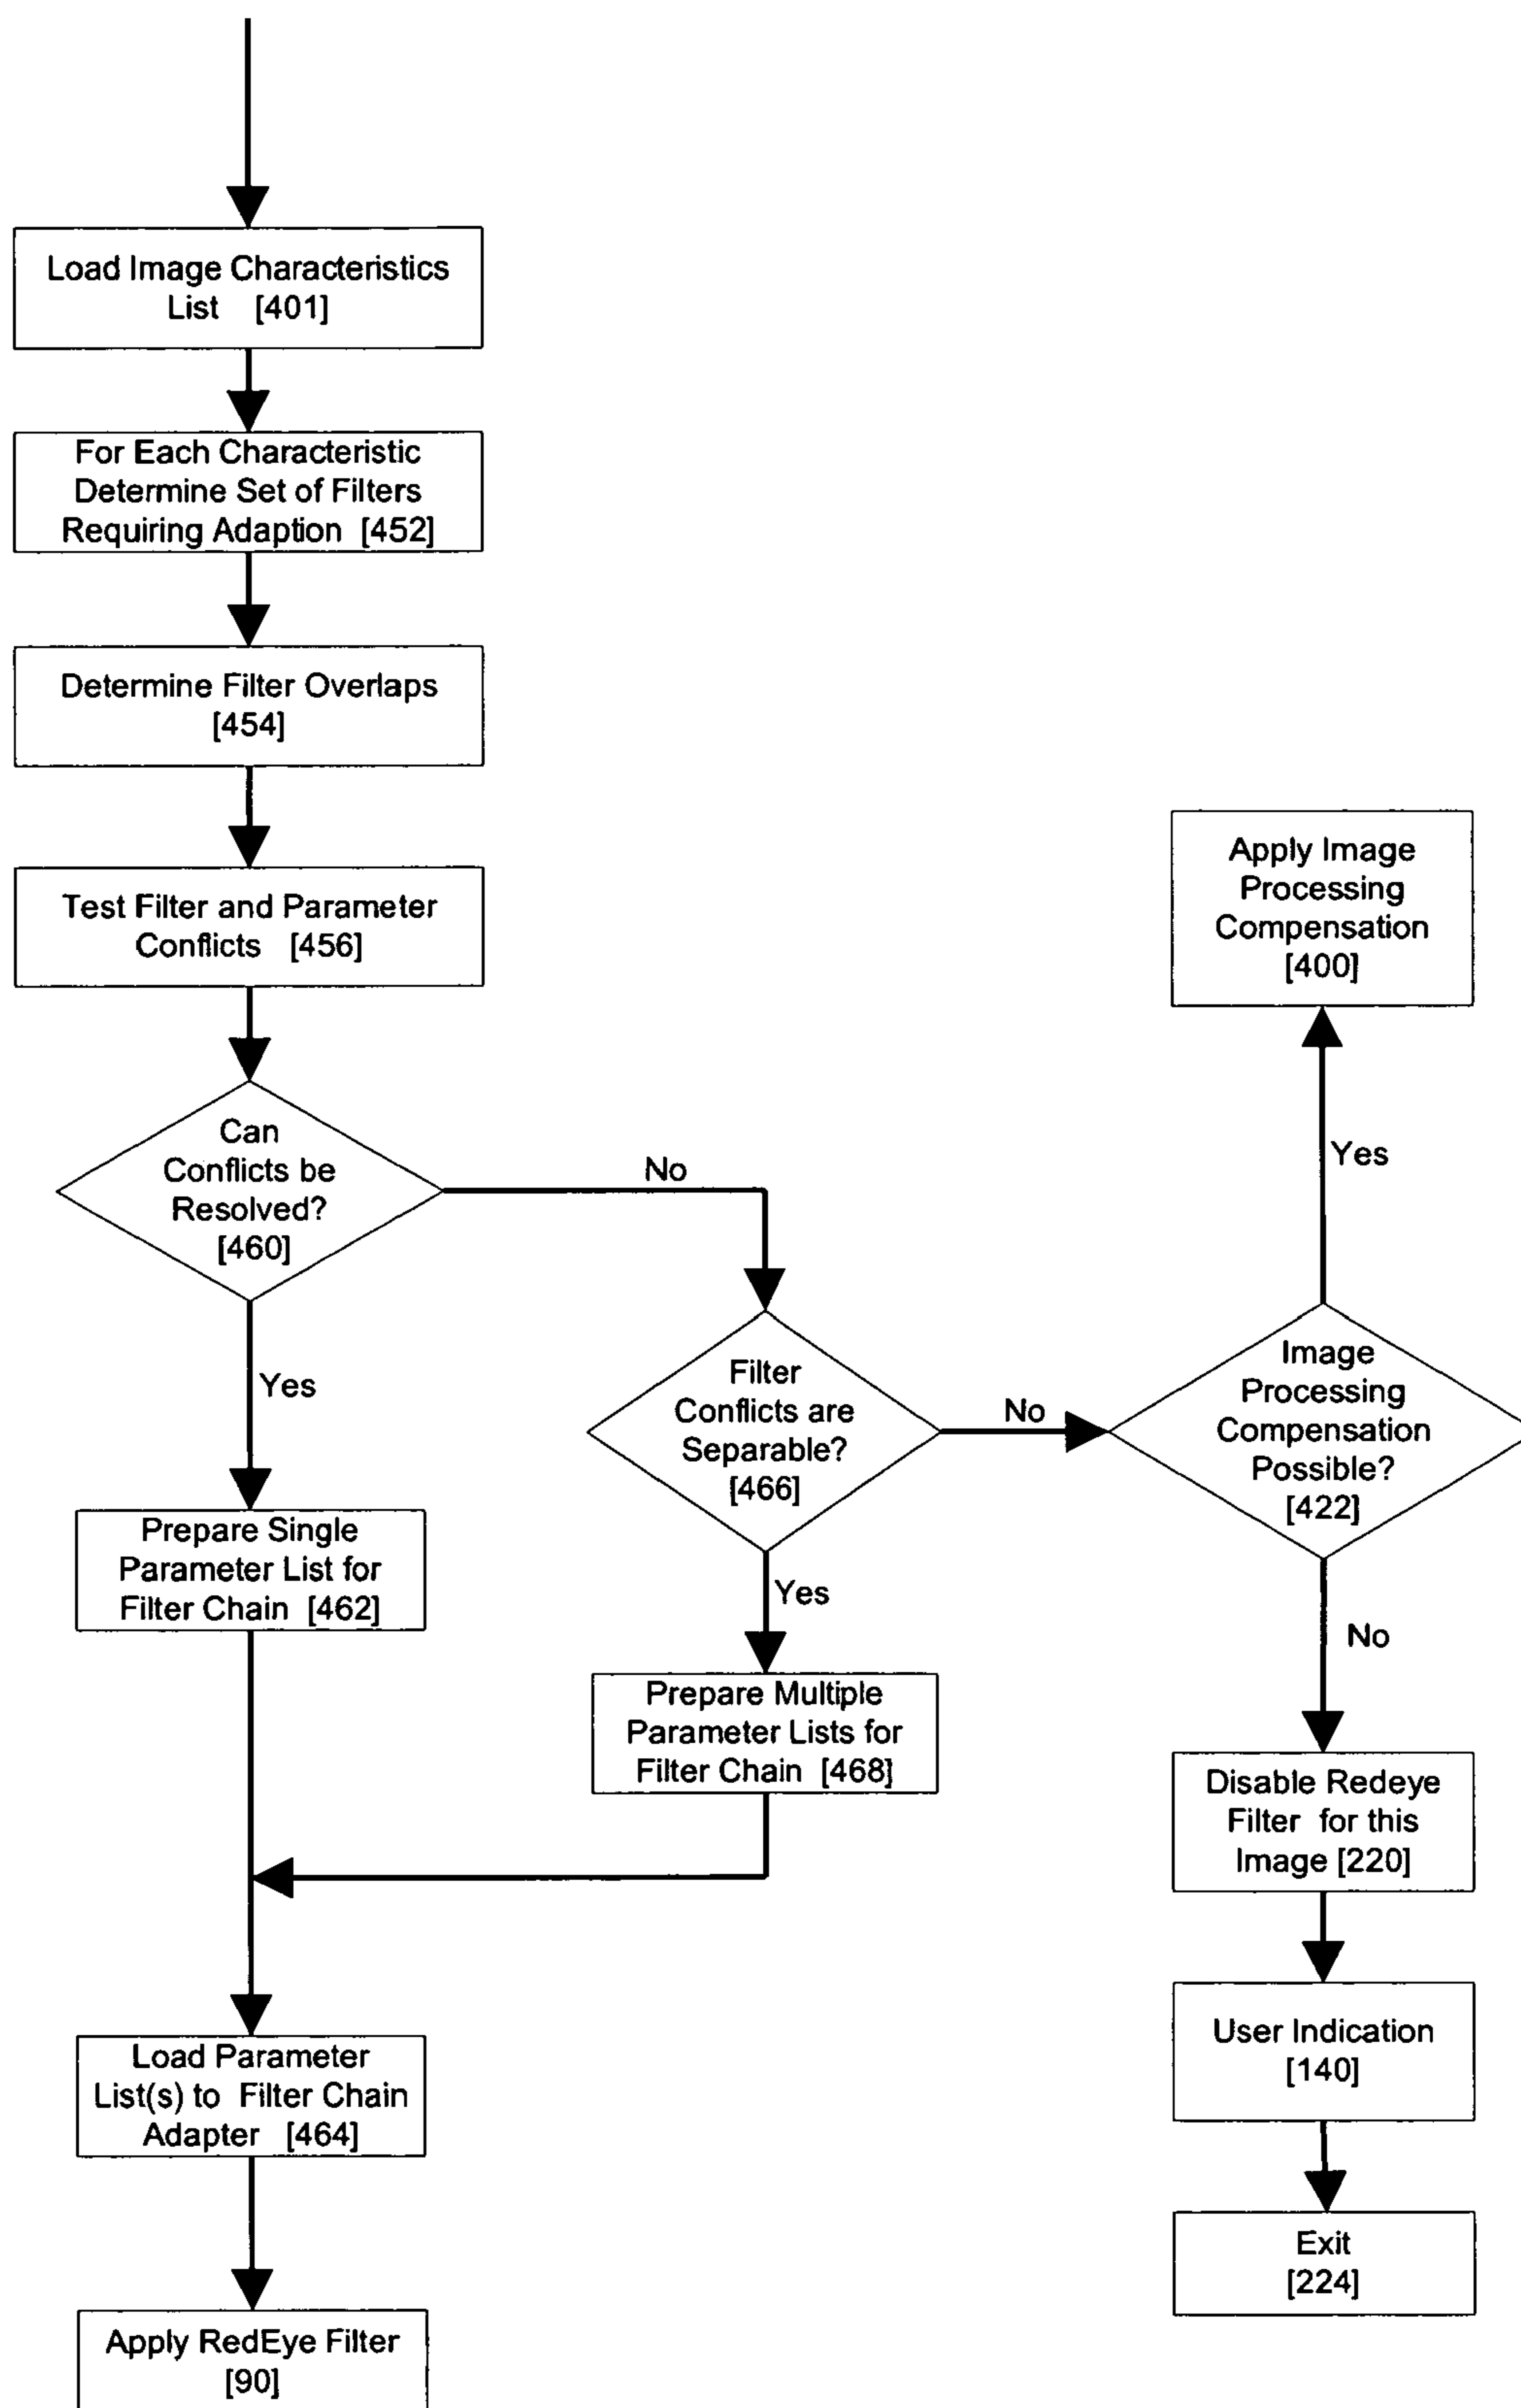 Load Image Characteristics
List [401]
For Each Characteristic
Determine Set of Filters
Requiring Adaption [452]
Determine Filter Overlaps
[454]
Test Filter and Parameter
Conflicts [456]
Can
Conflicts be
Resolved?
[460]
No
Yes
Prepare Single
Parameter List for
Filter Chain [462]
Filter
Conflicts are
Separable?
[466]
No
Yes
Prepare Multiple
Parameter Lists for
Filter Chain [468]
Load Parameter
List(s) to Filter Chain
Adapter [464]
Apply RedEye Filter
[90]
Apply Image
Processing
Compensation
[400]
Yes
Image
Processing
Compensation
Possible?
[422]
No
Disable Redeye
Filter for this
Image [220]
User Indication
[140]
Exit
[224]